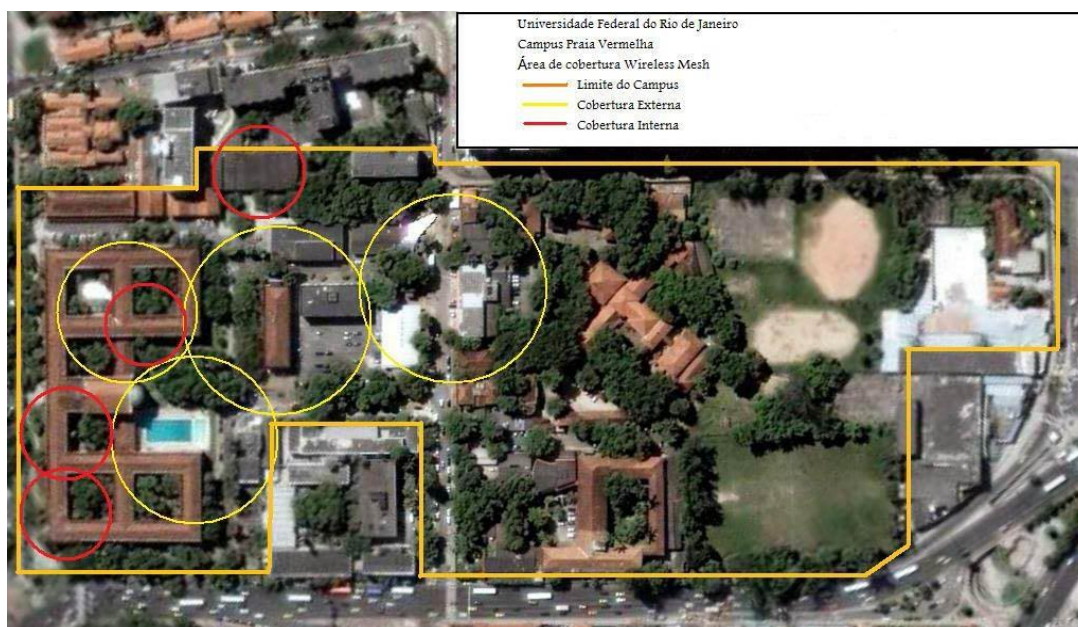 Universidade Federal do Rio de Janeiro
Campus Praia Vermelha
Área de cobertura Wireless Mesh
Limite do Campus
Cobertura Externa
Cobertura Interna